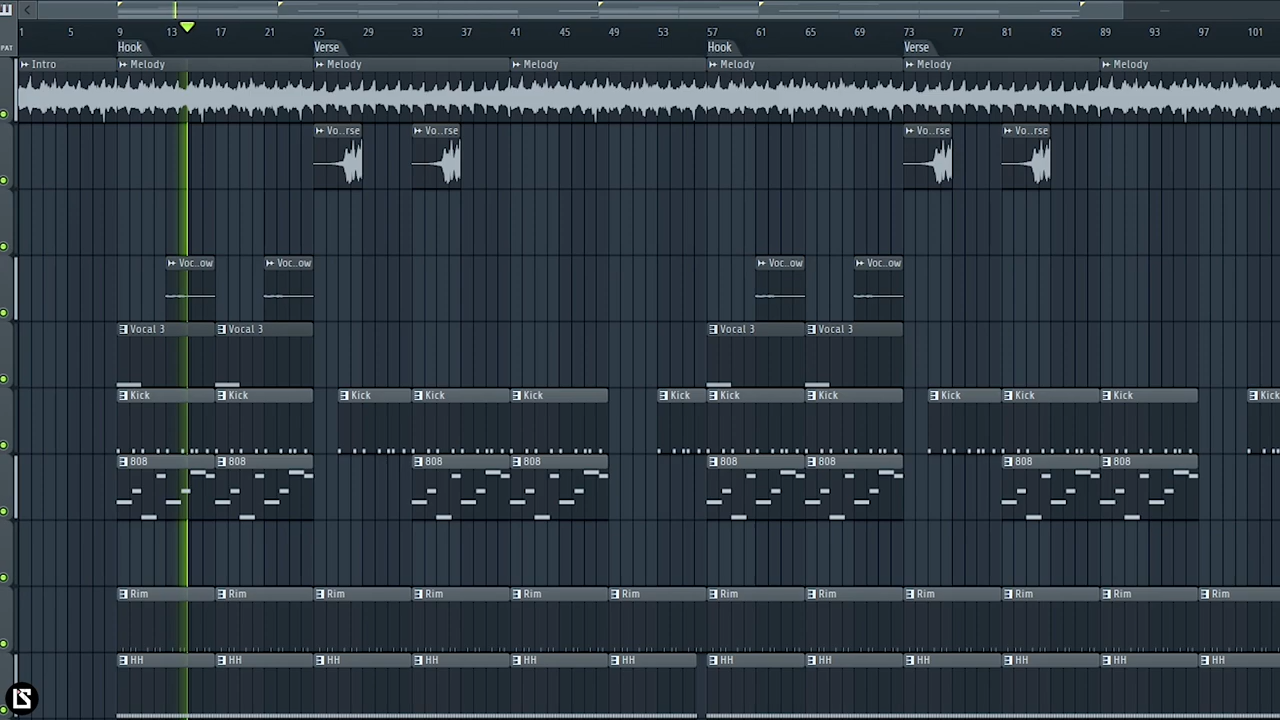 1 5 9 13 17 21 25 29 33 37 41 45 49 53 57 61 65 69 73 77 81 85 89 93 97 101
PAT
Hook Verse Hook Verse
Intro Melody Melody Melody Melody Melody Melody
Vo..rse Vo..rse Vo..rse Vo..rse
Voc..ow Voc..ow Voc..ow Voc..ow
Vocal 3 Vocal 3 Vocal 3 Vocal 3
Kick Kick Kick Kick Kick Kick Kick Kick Kick Kick Kick Kick
808 808 808 808 808 808 808 808
Rim Rim Rim Rim Rim Rim Rim Rim Rim Rim Rim Rim
HH HH HH HH HH HH HH HH HH HH HH HH